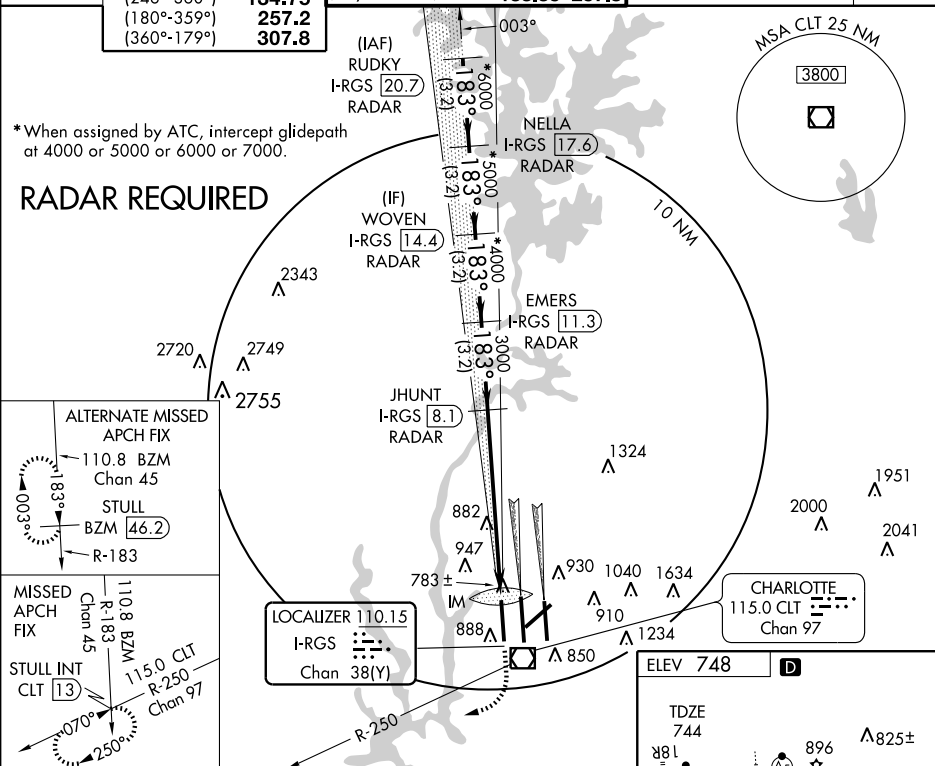 (180°-359°) 257.2
(360°-179°) 307.8
003°
(IAF)
RUDKY
I-RGS 20.7
RADAR
*6000
183°
(3.2)
*When assigned by ATC, intercept glidepath
at 4000 or 5000 or 6000 or 7000.
RADAR REQUIRED
NELLA
I-RGS 17.6
RADAR
*5000
183°
(3.2)
MSA CLT 25 NM
3800
(IF)
WOVEN
I-RGS 14.4
RADAR
10 NM
*4000
183°
(3.2)
EMERS
I-RGS 11.3
RADAR
3000
183°
(3.2)
JHUNT
I-RGS 8.1
RADAR
2343
2720
2749
2755
1324
1951
2000
2041
882
947
783 ±
IM
930
1040
1634
910
888
850
1234
ALTERNATE MISSED
APCH FIX
110.8 BZM
Chan 45
183°
003°
STULL
BZM 46.2
R-183
MISSED
APCH
FIX
110.8 BZM
R-183
Chan 45
STULL INT
CLT 13
115.0 CLT
R-250
Chan 97
070°
250°
LOCALIZER 110.15
I-RGS
Chan 38(Y)
CHARLOTTE
115.0 CLT
Chan 97
R-250
ELEV 748
D
TDZE
744
18R
896
825±